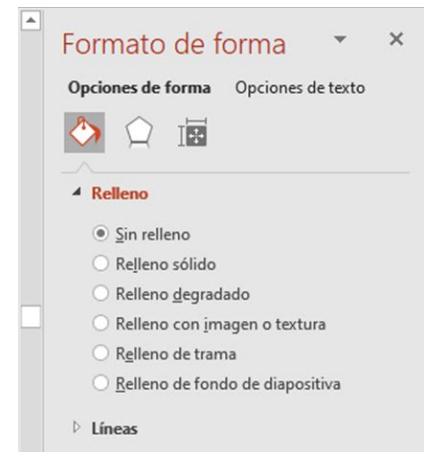 Formato de forma
Opciones de forma Opciones de texto
Relleno
Sin relleno
Relleno sólido
Relleno degradado
Relleno con imagen o textura
Relleno de trama
Relleno de fondo de diapositiva
Líneas